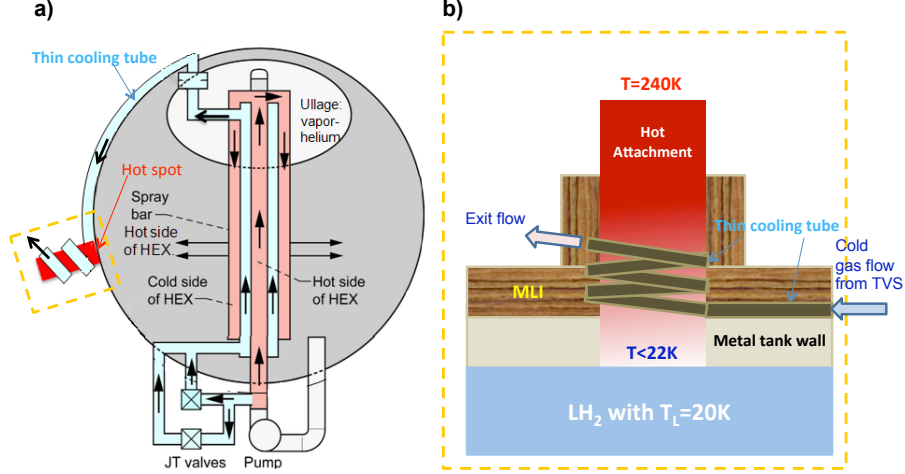 a)
Thin cooling tube
Ullage:
vapor-
helium
Hot spot
Spray
bar
Hot side
of HEX
Cold side
of HEX
Hot side
of HEX
JT valves
Pump
b)
T=240K
Hot
Attachment
Exit flow
Thin cooling tube
Cold
gas flow
from TVS
MLI
T<22K
Metal tank wall
LH₂ with T_L=20K